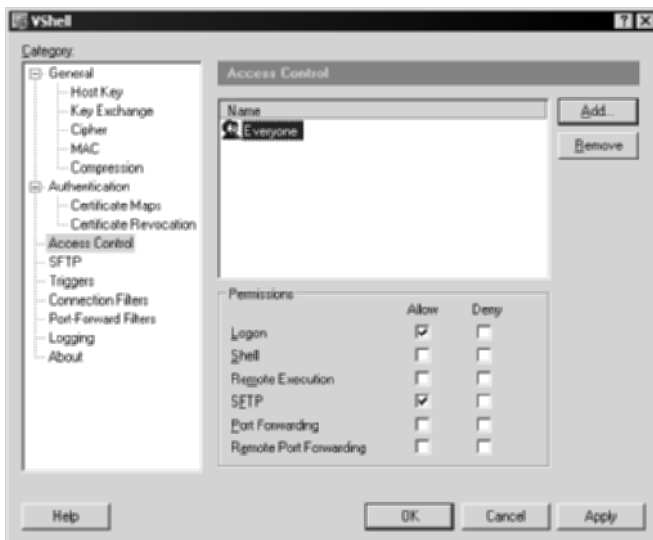 VShell
Category:
General
Host Key
Key Exchange
Cipher
MAC
Compression
Authentication
Certificate Maps
Certificate Revocation
Access Control
SFTP
Triggers
Connection Filters
Port-Forward Filters
Logging
About
Access Control
Name
Everyone
Add...
Remove
Permissions
Allow Deny
Logon
Shell
Remote Execution
SFTP
Port Forwarding
Remote Port Forwarding
Help
OK
Cancel
Apply